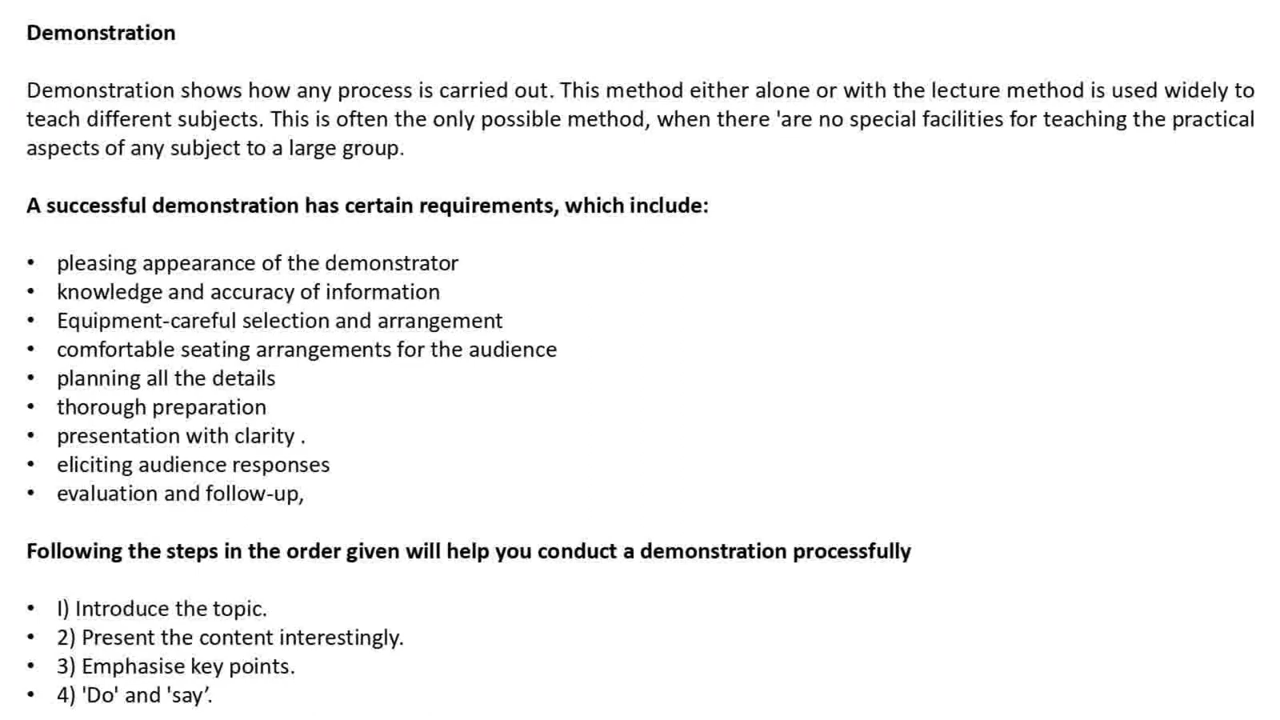 Demonstration
Demonstration shows how any process is carried out. This method either alone or with the lecture method is used widely to
teach different subjects. This is often the only possible method, when there 'are no special facilities for teaching the practical
aspects of any subject to a large group.
A successful demonstration has certain requirements, which include:
• pleasing appearance of the demonstrator
• knowledge and accuracy of information
• Equipment-careful selection and arrangement
• comfortable seating arrangements for the audience
• planning all the details
• thorough preparation
• presentation with clarity .
• eliciting audience responses
• evaluation and follow-up,
Following the steps in the order given will help you conduct a demonstration processfully
• I) Introduce the topic.
• 2) Present the content interestingly.
• 3) Emphasise key points.
• 4) 'Do' and 'say’.